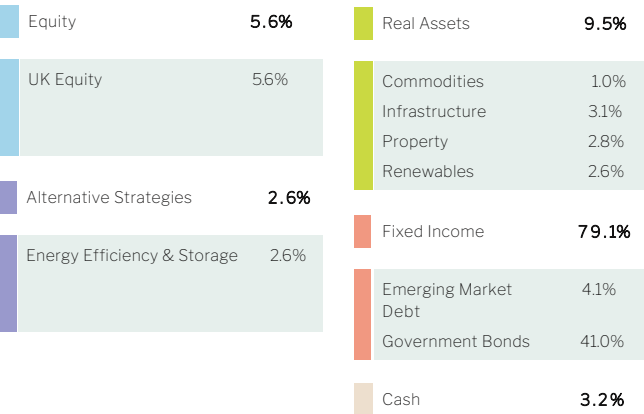 Equity 5.6%
UK Equity 5.6%
Alternative Strategies 2.6%
Energy Efficiency & Storage 2.6%
Real Assets 9.5%
Commodities 1.0%
Infrastructure 3.1%
Property 2.8%
Renewables 2.6%
Fixed Income 79.1%
Emerging Market 4.1%
Debt
Government Bonds 41.0%
Cash 3.2%